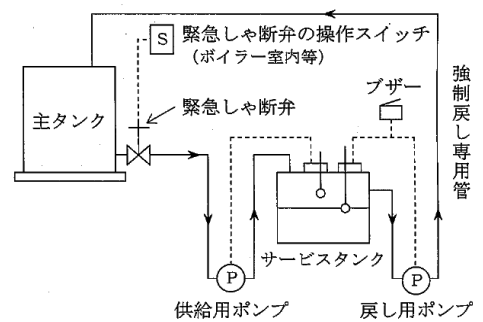 S
緊急しゃ断弁の操作スイッチ
(ボイラー室内等)
ブザー
強制戻し専用管
主タンク
緊急しゃ断弁
サービスタンク
P
P
供給用ポンプ
戻し用ポンプ